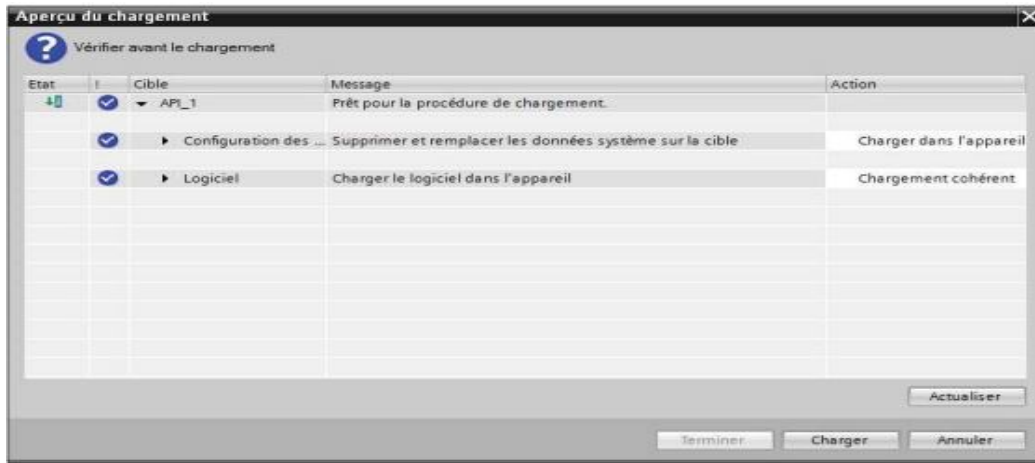 Aperçu du chargement
Vérifier avant le chargement
Etat ! Cible Message Action
API_1 Prêt pour la procédure de chargement.
Configuration des ... Supprimer et remplacer les données système sur la cible Charger dans l'appareil
Logiciel Charger le logiciel dans l'appareil Chargement cohérent
Actualiser
Terminer Charger Annuler